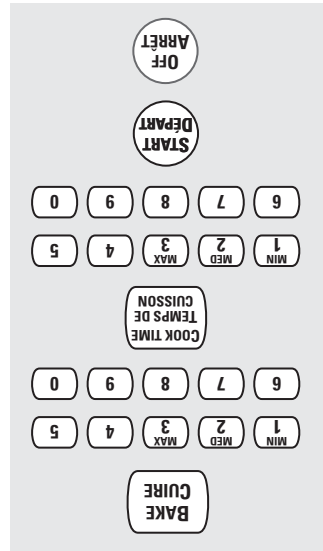 BAKE
CUIRE
MIN MED MAX
1 2 3 4 5
6 7 8 9 0
COOK TIME
TEMPS DE
CUISSON
MIN MED MAX
1 2 3 4 5
6 7 8 9 0
START
DÉPART
OFF
ARRÊT